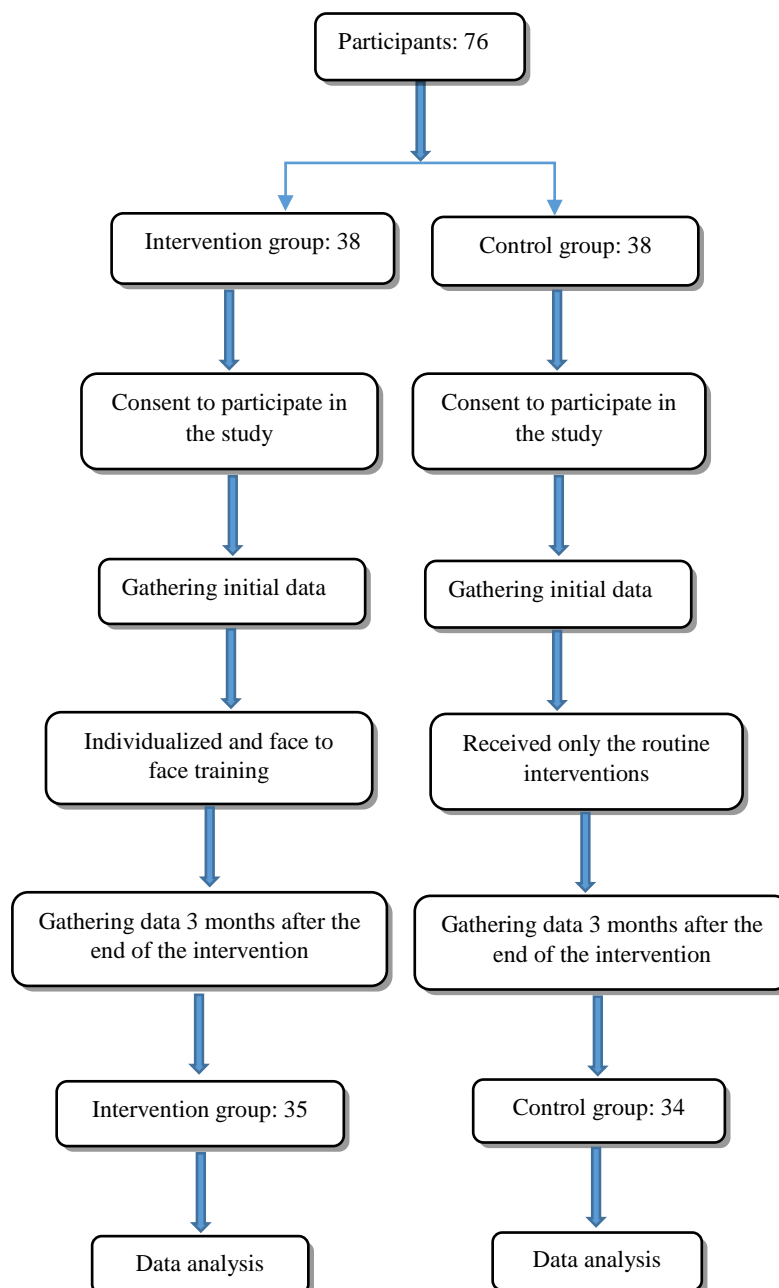 Participants: 76
Intervention group: 38
Control group: 38
Consent to participate in
the study
Consent to participate in
the study
Gathering initial data
Gathering initial data
Individualized and face to
face training
Received only the routine
interventions
Gathering data 3 months after the
end of the intervention
Gathering data 3 months after the
end of the intervention
Intervention group: 35
Control group: 34
Data analysis
Data analysis